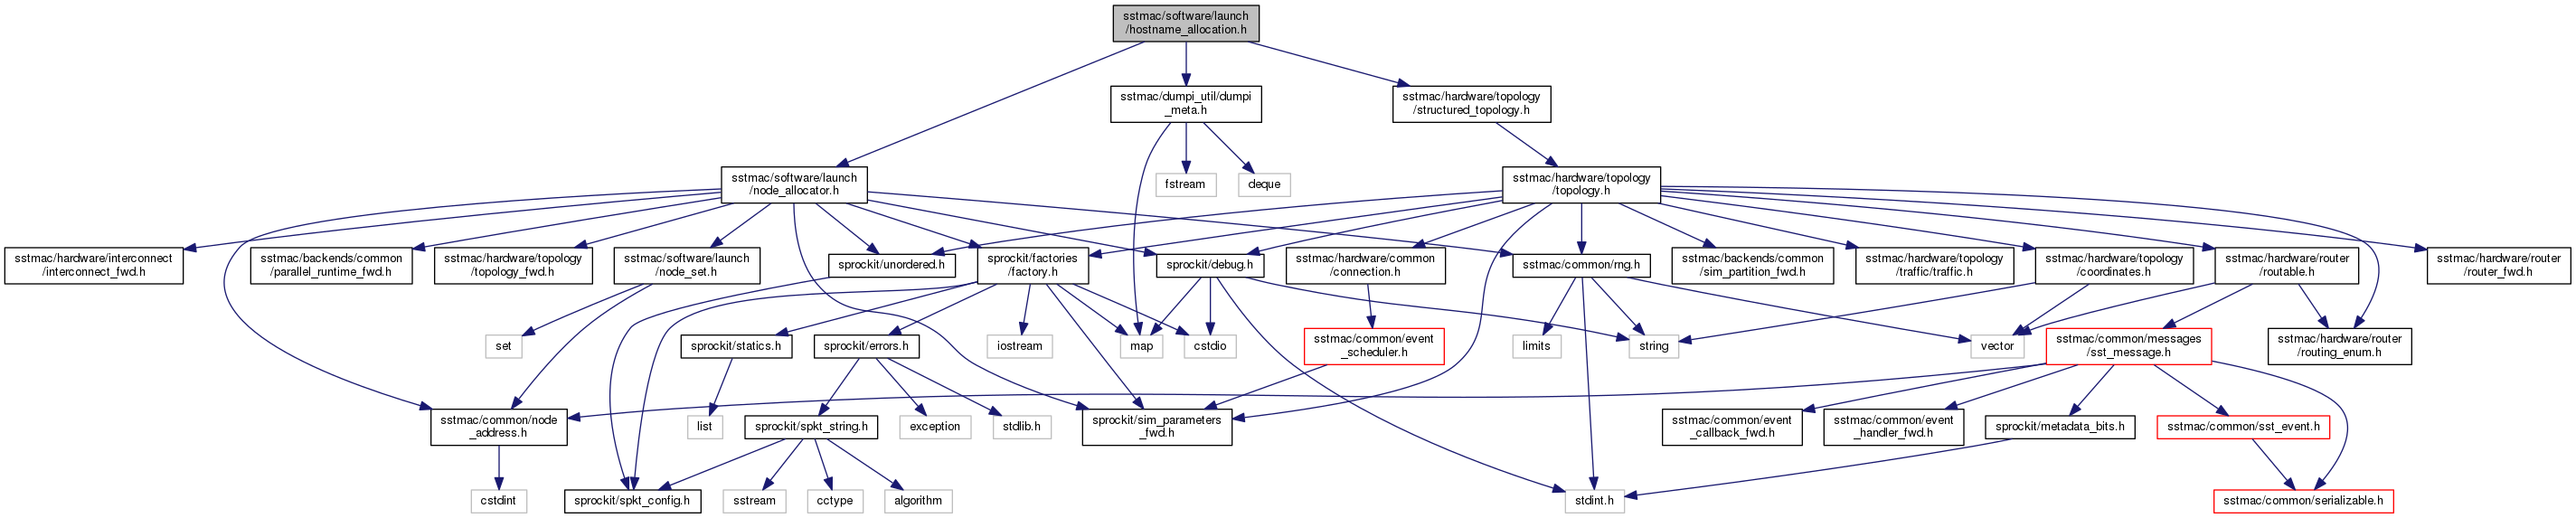 sstmac/software/launch
/hostname_allocation.h
sstmac/dumpi_util/dumpi
_meta.h
sstmac/hardware/topology
/structured_topology.h
sstmac/software/launch
/node_allocator.h
fstream
deque
sstmac/hardware/topology
/topology.h
sstmac/hardware/interconnect
/interconnect_fwd.h
sstmac/backends/common
/parallel_runtime_fwd.h
sstmac/hardware/topology
/topology_fwd.h
sstmac/software/launch
/node_set.h
sprockit/unordered.h
sprockit/factories
/factory.h
sprockit/debug.h
sstmac/hardware/common
/connection.h
sstmac/common/rng.h
sstmac/backends/common
/sim_partition_fwd.h
sstmac/hardware/topology
/traffic/traffic.h
sstmac/hardware/topology
/coordinates.h
sstmac/hardware/router
/routable.h
sstmac/hardware/router
/router_fwd.h
set
sprockit/statics.h
sprockit/errors.h
iostream
map
cstdio
sstmac/common/event
_scheduler.h
limits
string
vector
sstmac/common/messages
/sst_message.h
sstmac/hardware/router
/routing_enum.h
sstmac/common/node
_address.h
list
sprockit/spkt_string.h
exception
stdlib.h
sprockit/sim_parameters
_fwd.h
sstmac/common/event
_callback_fwd.h
sstmac/common/event
_handler_fwd.h
sprockit/metadata_bits.h
sstmac/common/sst_event.h
cstdint
sprockit/spkt_config.h
sstream
cctype
algorithm
stdint.h
sstmac/common/serializable.h